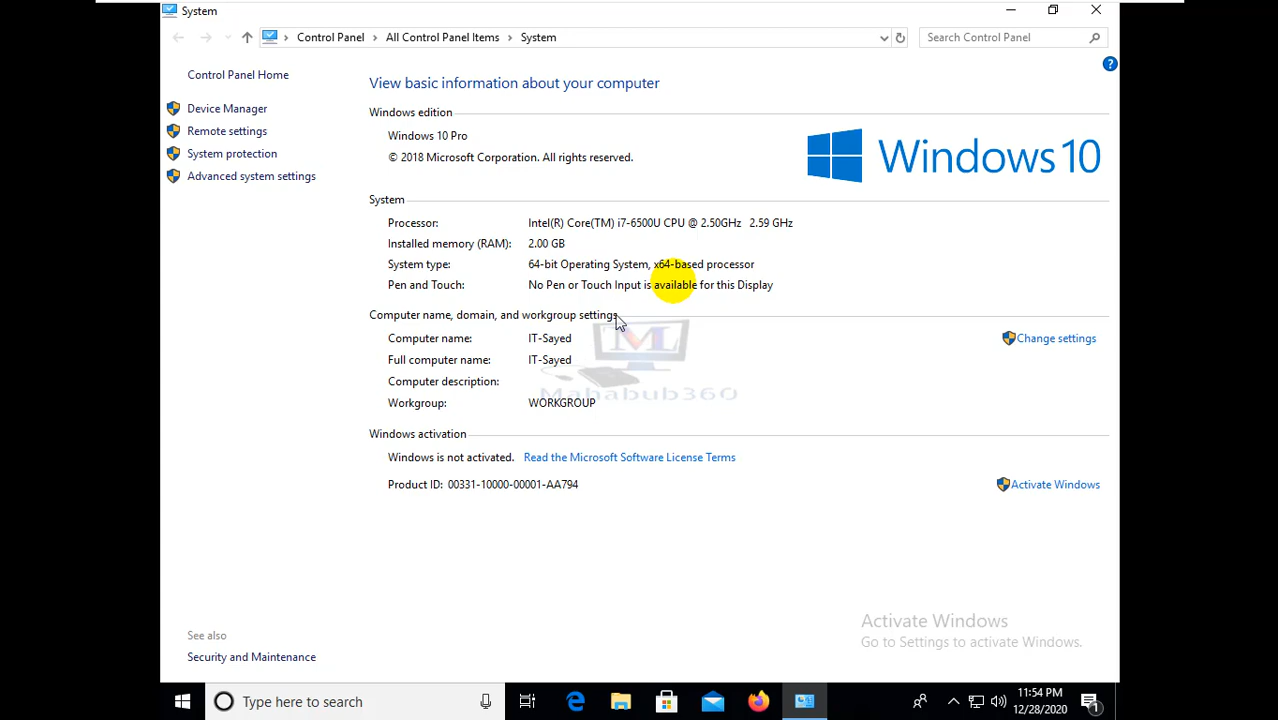 System
Control Panel > All Control Panel Items > System
Search Control Panel
Control Panel Home
Device Manager
Remote settings
System protection
Advanced system settings
View basic information about your computer
Windows edition
Windows 10 Pro
© 2018 Microsoft Corporation. All rights reserved.
Windows 10
System
Processor: Intel(R) Core(TM) i7-6500U CPU @ 2.50GHz 2.59 GHz
Installed memory (RAM): 2.00 GB
System type: 64-bit Operating System, x64-based processor
Pen and Touch: No Pen or Touch Input is available for this Display
Computer name, domain, and workgroup settings
Computer name: IT-Sayed
Change settings
Full computer name: IT-Sayed
Computer description:
Mahabub360
Workgroup: WORKGROUP
Windows activation
Windows is not activated. Read the Microsoft Software License Terms
Product ID: 00331-10000-00001-AA794
Activate Windows
Activate Windows
Go to Settings to activate Windows.
See also
Security and Maintenance
Type here to search
11:54 PM
12/28/2020
1